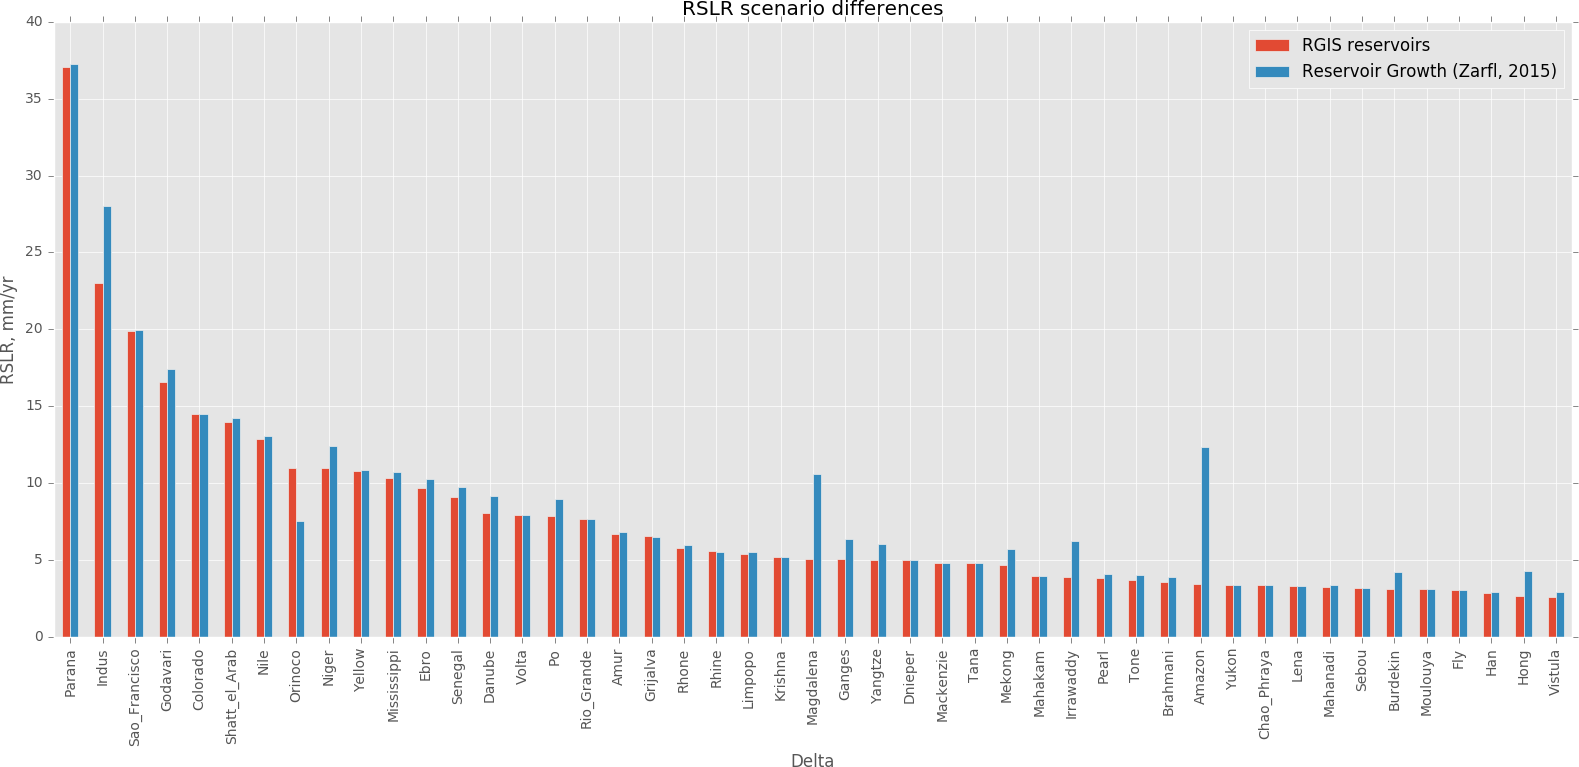 RSLR scenario differences
RGIS reservoirs
Reservoir Growth (Zarfl, 2015)
RSLR, mm/yr
40
35
30
25
20
15
10
5
0
Parana
Indus
Sao_Francisco
Godavari
Colorado
Shatt_el_Arab
Nile
Orinoco
Niger
Yellow
Mississippi
Ebro
Senegal
Danube
Volta
Po
Rio_Grande
Amur
Grijalva
Rhone
Rhine
Limpopo
Krishna
Magdalena
Ganges
Yangtze
Dnieper
Mackenzie
Tana
Mekong
Mahakam
Irrawaddy
Pearl
Tone
Brahmani
Amazon
Yukon
Chao_Phraya
Lena
Mahanadi
Sebou
Burdekin
Moulouya
Fly
Han
Hong
Vistula
Delta